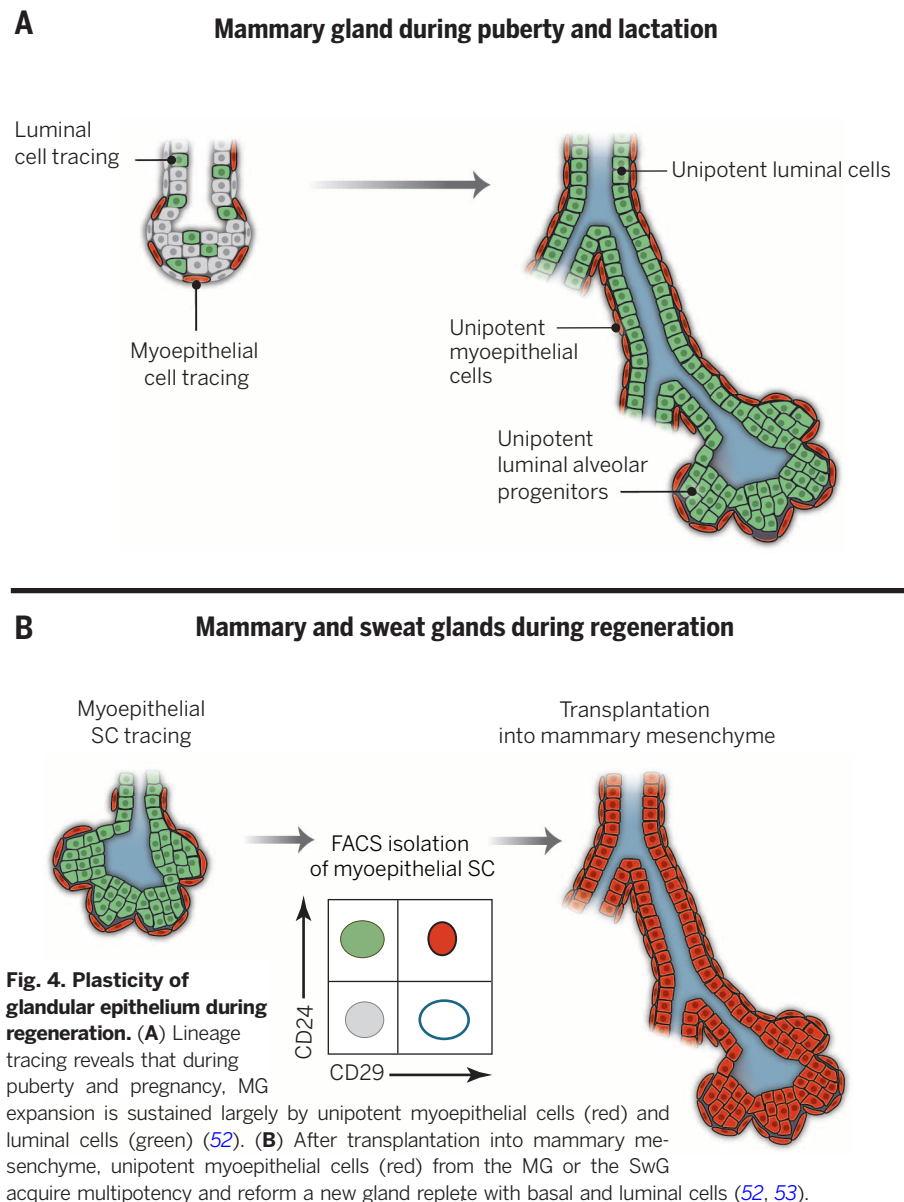 A
Mammary gland during puberty and lactation
Luminal
cell tracing
Myoepithelial
cell tracing
Unipotent luminal cells
Unipotent
myoepithelial
cells
Unipotent
luminal alveolar
progenitors
B
Mammary and sweat glands during regeneration
Myoepithelial
SC tracing
FACS isolation
of myoepithelial SC
Transplantation
into mammary mesenchyme
CD24
CD29
Fig. 4. Plasticity of
glandular epithelium during
regeneration. (A) Lineage
tracing reveals that during
puberty and pregnancy, MG
expansion is sustained largely by unipotent myoepithelial cells (red) and
luminal cells (green) (52). (B) After transplantation into mammary me-
senchyme, unipotent myoepithelial cells (red) from the MG or the SwG
acquire multipotency and reform a new gland replete with basal and luminal cells (52, 53).